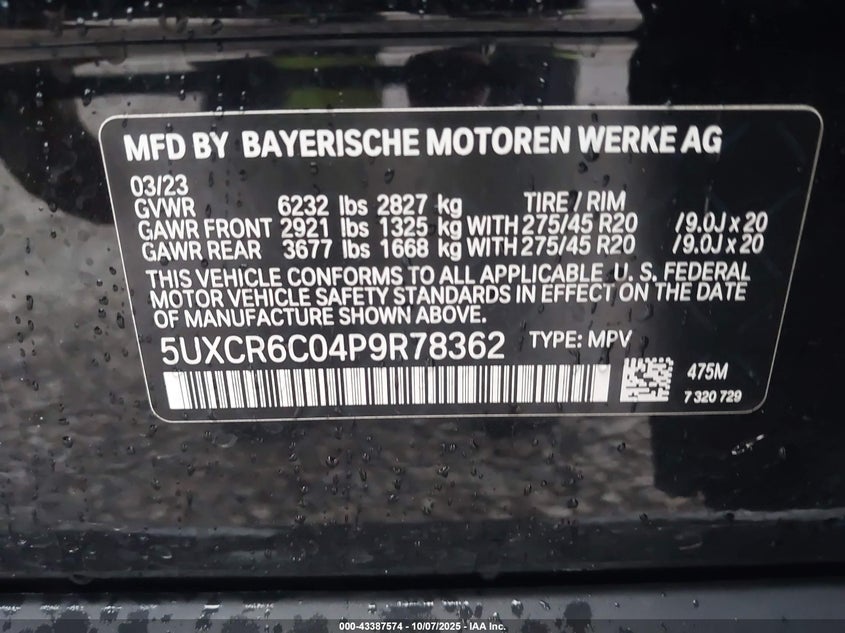 MFD BY BAYERISCHE MOTOREN WERKE AG
03/23
GVWR 6232 lbs 2827 kg TIRE / RIM
GAWR FRONT 2921 lbs 1325 kg WITH 275/45 R20 /9.0J x 20
GAWR REAR 3677 lbs 1668 kg WITH 275/45 R20 /9.0J x 20
THIS VEHICLE CONFORMS TO ALL APPLICABLE U. S. FEDERAL
MOTOR VEHICLE SAFETY STANDARDS IN EFFECT ON THE DATE
OF MANUFACTURE SHOWN ABOVE.
5UXCR6C04P9R78362 TYPE: MPV
475M
7 320 729
000-43387574 - 10/07/2025 - IAA Inc.